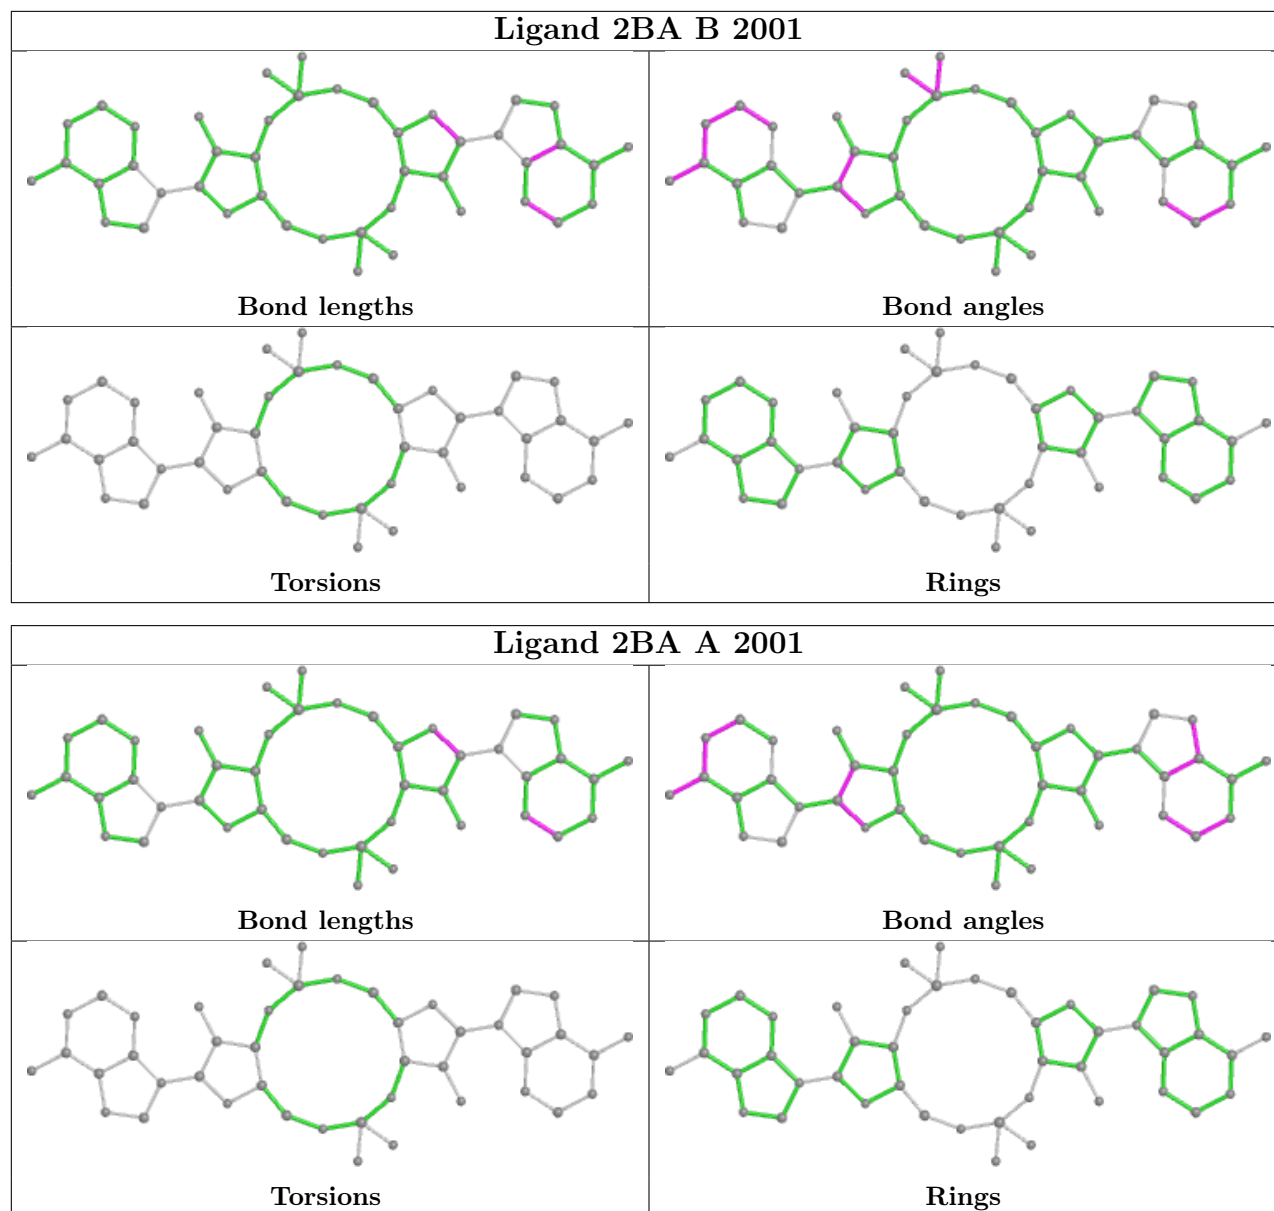 Ligand 2BA B 2001
Bond lengths
Bond angles
Torsions
Rings
Ligand 2BA A 2001
Bond lengths
Bond angles
Torsions
Rings